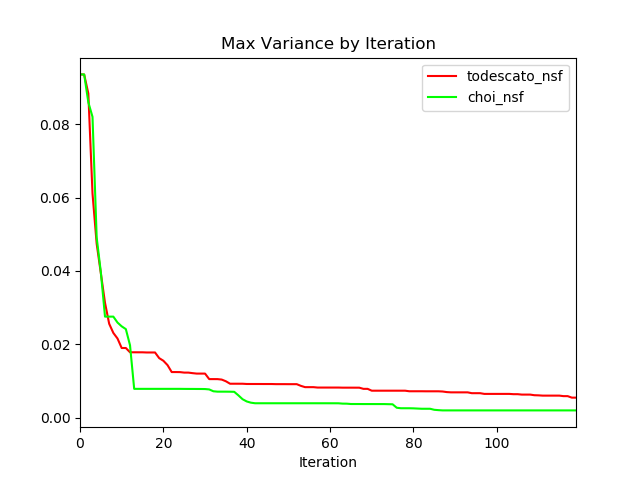 Max Variance by Iteration
todescato_nsf
choi_nsf
0.08
0.06
0.04
0.02
0.00
0 20 40 60 80 100
Iteration